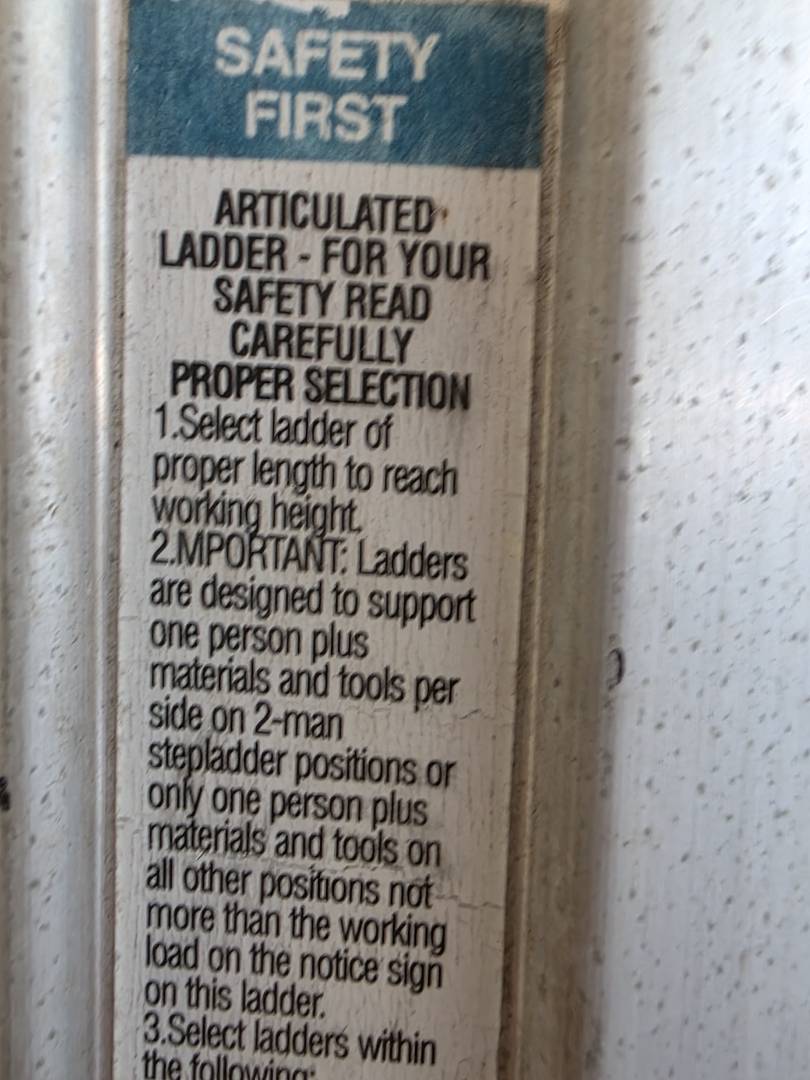 SAFETY
FIRST
ARTICULATED
LADDER - FOR YOUR
SAFETY READ
CAREFULLY
PROPER SELECTION
1.Select ladder of
proper length to reach
working height.
2.MPORTANT: Ladders
are designed to support
one person plus
materials and tools per
side on 2-man
stepladder positions or
only one person plus
materials and tools on
all other positions not
more than the working
load on the notice sign
on this ladder.
3.Select ladders within
the following: